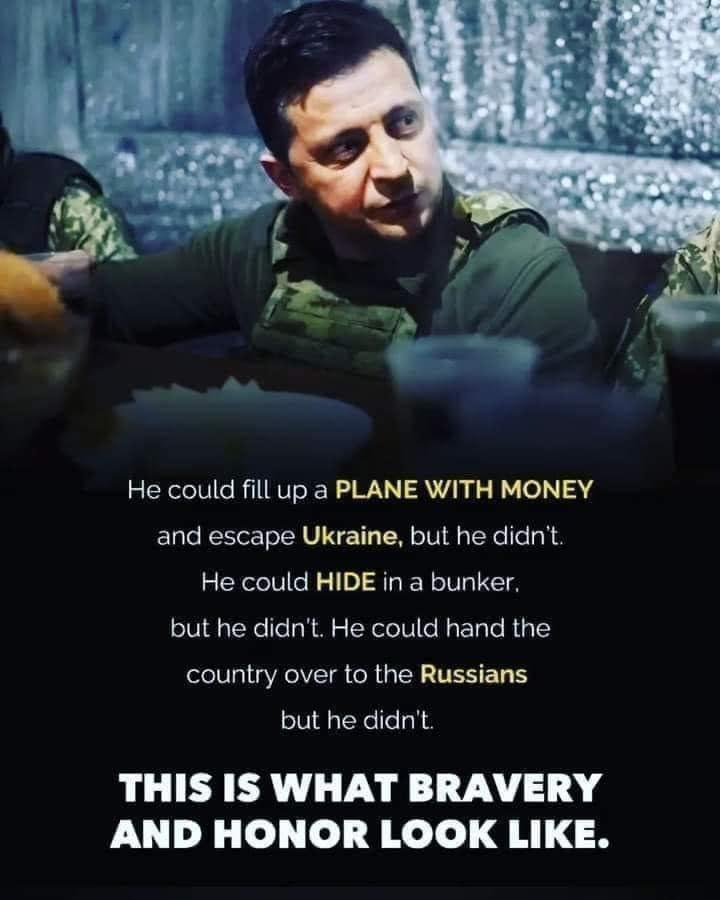 He could fill up a PLANE WITH MONEY
and escape Ukraine, but he didn't.
He could HIDE in a bunker,
but he didn't. He could hand the
country over to the Russians
but he didn't.
THIS IS WHAT BRAVERY
AND HONOR LOOK LIKE.